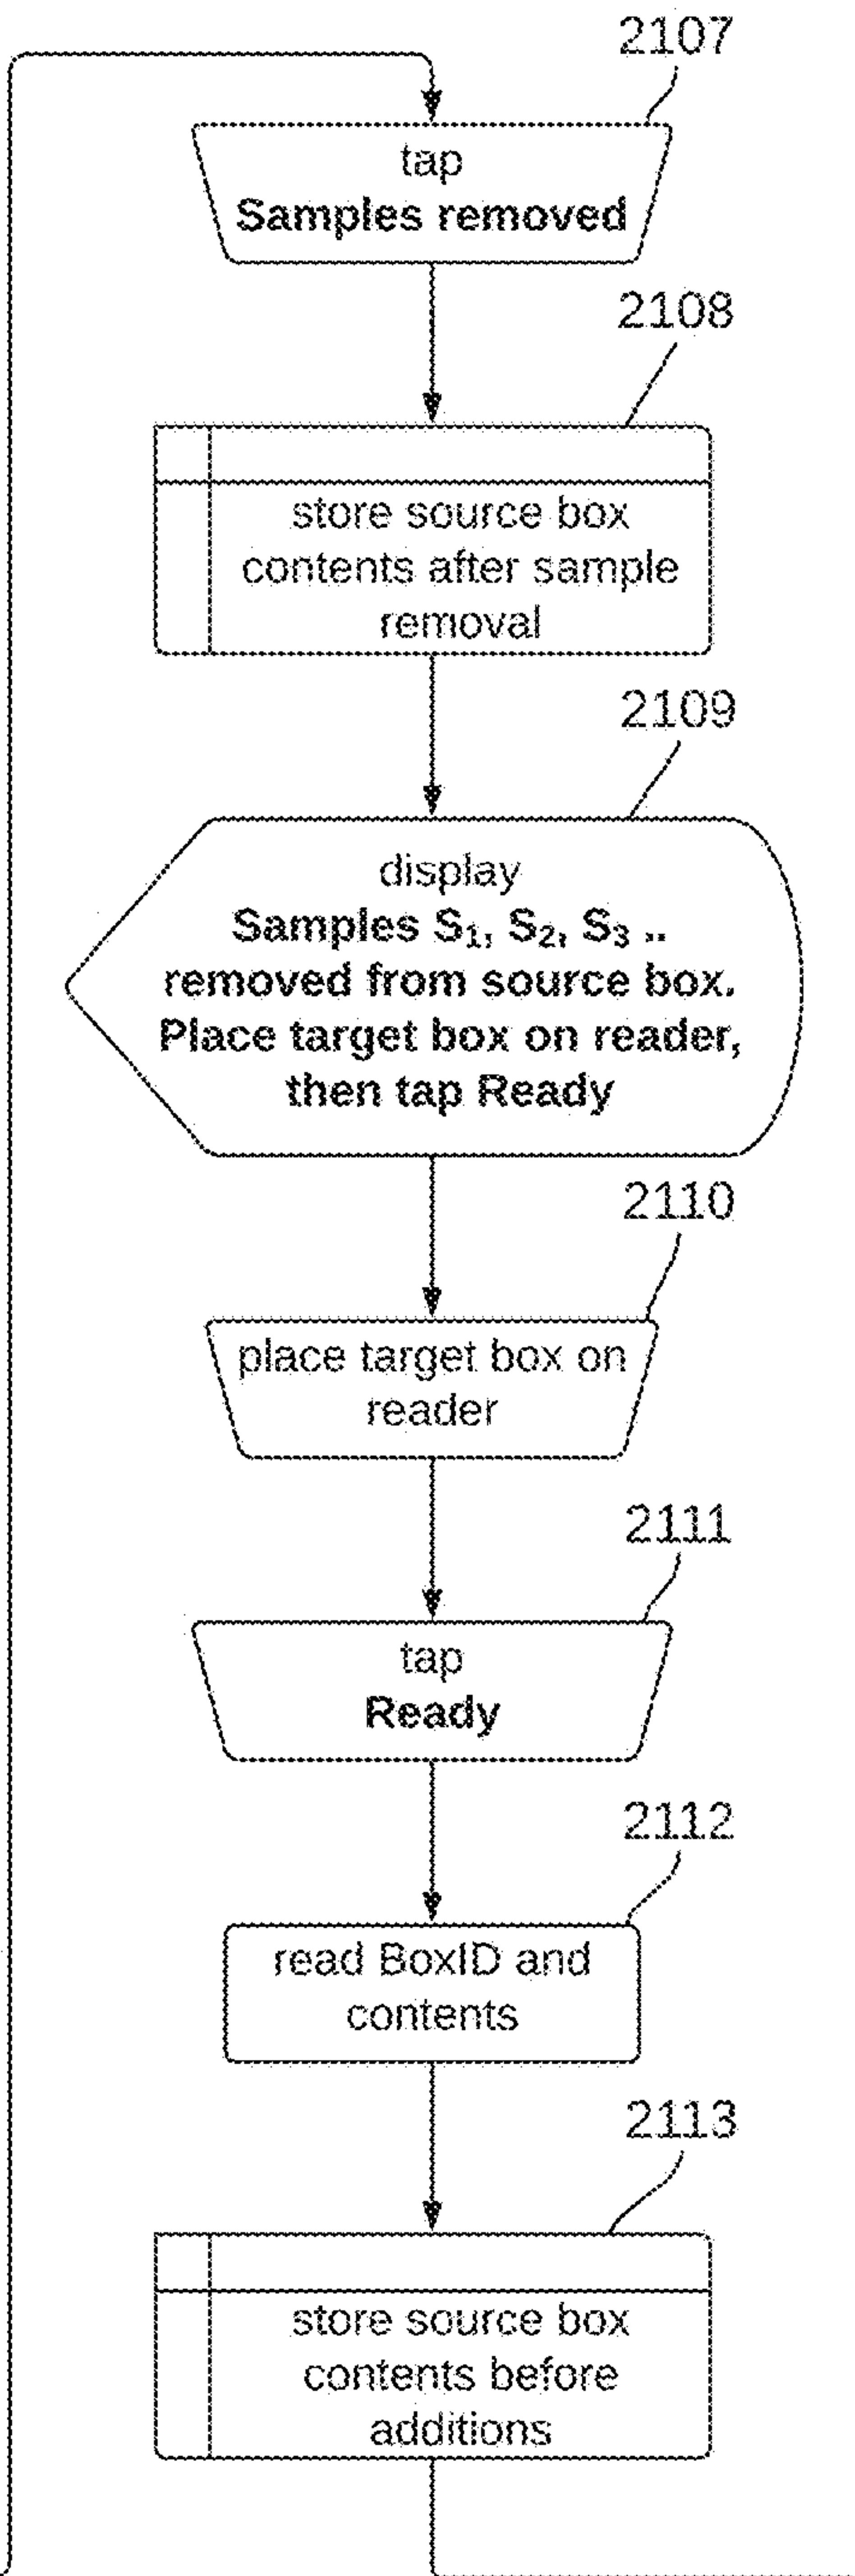 2107
tap
Samples removed
2108
store source box
contents after sample
removal
2109
display
Samples S₁, S₂, S₃ ..
removed from source box.
Place target box on reader,
then tap Ready
2110
place target box on
reader
2111
tap
Ready
2112
read BoxID and
contents
2113
store source box
contents before
additions